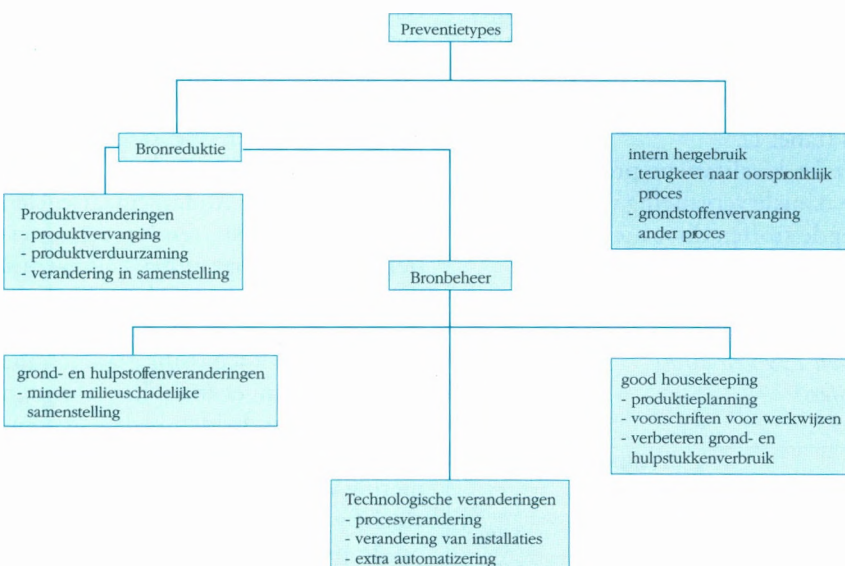 Preventietypes
Bronreduktie
intern hergebruik
- terugkeer naar oorspronklijk
proces
- grondstoffenvervanging
ander proces
Produktveranderingen
- produktvervanging
- produktverduurzaming
- verandering in samenstelling
Bronbeheer
grond- en hulpstoffenveranderingen
- minder milieuschadelijke
samenstelling
good housekeeping
- produktieplanning
- voorschriften voor werkwijzen
- verbeteren grond- en
hulpstukkenverbruik
Technologische veranderingen
- procesverandering
- verandering van installaties
- extra automatizering